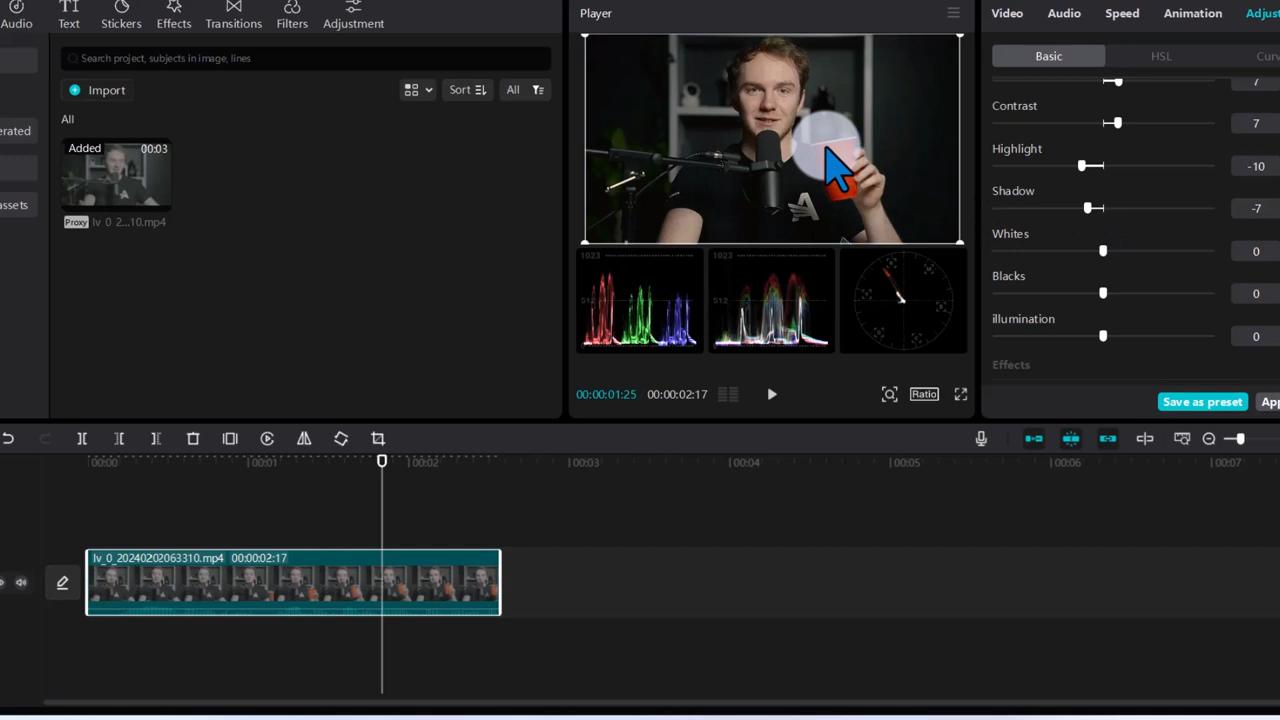 Audio
Text
Stickers
Effects
Transitions
Filters
Adjustment
Search project, subjects in image, lines
Import
Sort
All
All
erated
assets
Added
00:03
Proxy
lv_0_2...10.mp4
Player
1023
512
1023
512
00:00:01:25
00:00:02:17
Ratio
Video
Audio
Speed
Animation
Adjust
Basic
HSL
Curv
7
Contrast
7
Highlight
-10
Shadow
-7
Whites
0
Blacks
0
illumination
0
Effects
Save as preset
App
00:00
00:01
00:02
00:03
00:04
00:05
00:06
00:07
lv_0_20240202063310.mp4 00:00:02:17